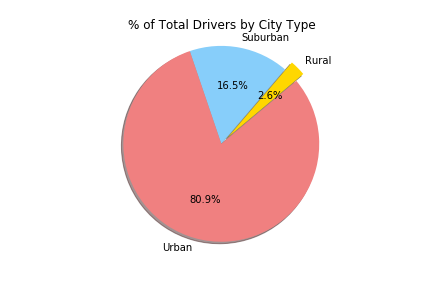 % of Total Drivers by City Type
Suburban
Rural
16.5%
2.6%
80.9%
Urban